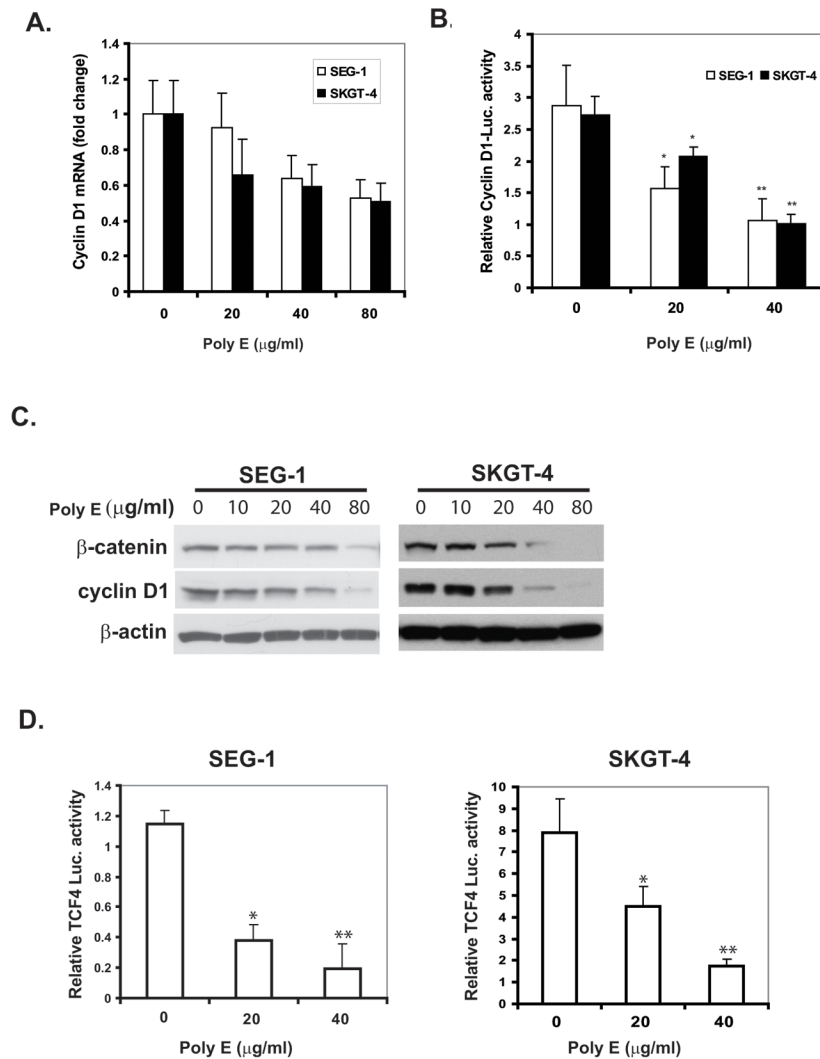 A.
Cyclin D1 mRNA (fold change)
1.4
1.2
1
0.8
0.6
0.4
0.2
0
SEG-1
SKGT-4
0 20 40 80
Poly E (μg/ml)
B.
Relative Cyclin D1-Luc. activity
4
3.5
3
2.5
2
1.5
1
0.5
0
SEG-1 SKGT-4
* *
** **
0 20 40
Poly E (μg/ml)
C.
SEG-1 SKGT-4
Poly E (μg/ml) 0 10 20 40 80 0 10 20 40 80
β-catenin
cyclin D1
β-actin
D.
SEG-1
Relative TCF4 Luc. activity
1.4
1.2
1
0.8
0.6
0.4
0.2
0
*
**
0 20 40
Poly E (μg/ml)
SKGT-4
Relative TCF4 Luc. activity
10
9
8
7
6
5
4
3
2
1
0
*
**
0 20 40
Poly E (μg/ml)